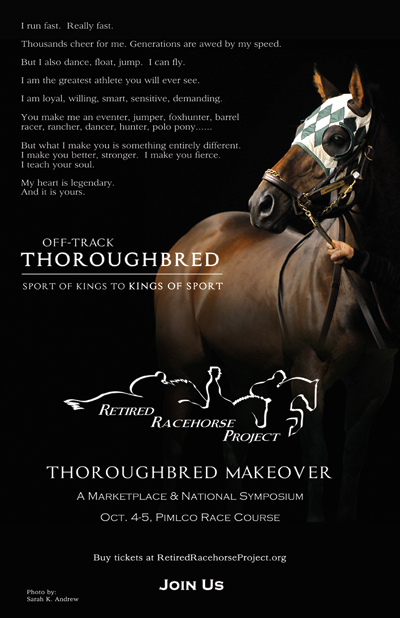 I run fast. Really fast.
Thousands cheer for me. Generations are awed by my speed.
But I also dance, float, jump. I can fly.
I am the greatest athlete you will ever see.
I am loyal, willing, smart, sensitive, demanding.
You make me an eventer, jumper, foxhunter, barrel
racer, rancher, dancer, hunter, polo pony......
But what I make you is something entirely different.
I make you better, stronger. I make you fierce.
I teach your soul.
My heart is legendary.
And it is yours.
OFF-TRACK
THOROUGHBRED
SPORT OF KINGS TO KINGS OF SPORT
RETIRED
RACEHORSE
PROJECT
THOROUGHBRED MAKEOVER
A MARKETPLACE & NATIONAL SYMPOSIUM
OCT. 4-5, PIMLCO RACE COURSE
Buy tickets at RetiredRacehorseProject.org
JOIN US
Photo by:
Sarah K. Andrew